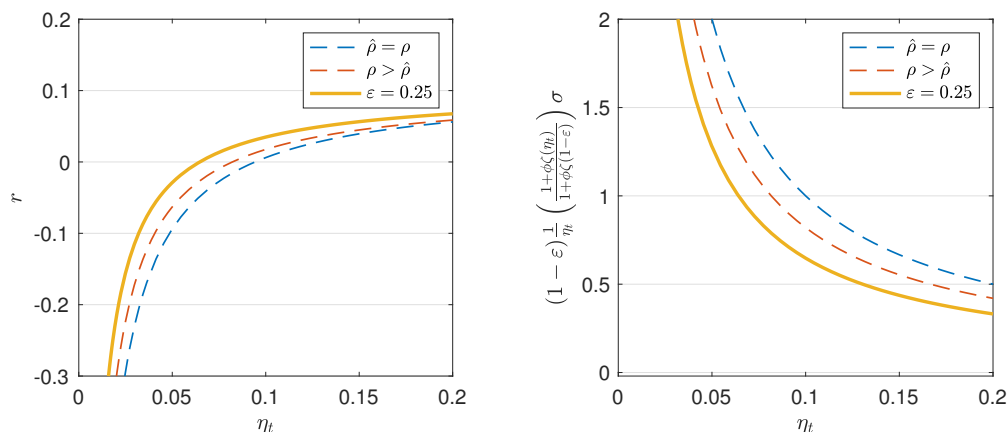 0.2
0.1
0
-0.1
-0.2
-0.3
r
0 0.05 0.1 0.15 0.2
η_t
ρ̂ = ρ
ρ > ρ̂
ε = 0.25
2
1.5
1
0.5
0
(1 − ε) 1/η_t ((1+φζ(η_t))/(1+φζ(1−ε))) σ
0 0.05 0.1 0.15 0.2
η_t
ρ̂ = ρ
ρ > ρ̂
ε = 0.25